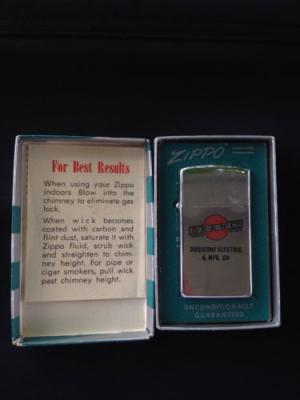 For Best Results
When using your Zippo
indoors Blow into the
chimney to eliminate gas
lock.
When wick becomes
coated with carbon and
flint dust, saturate it with
Zippo fluid, scrub wick
and straighten to chim-
ney height. For pipe or
cigar smokers, pull wick
past chimney height.
ZIPPO
DUQUESNE ELECTRIC
& MFG. CO
UNCONDITIONALLY
GUARANTEED